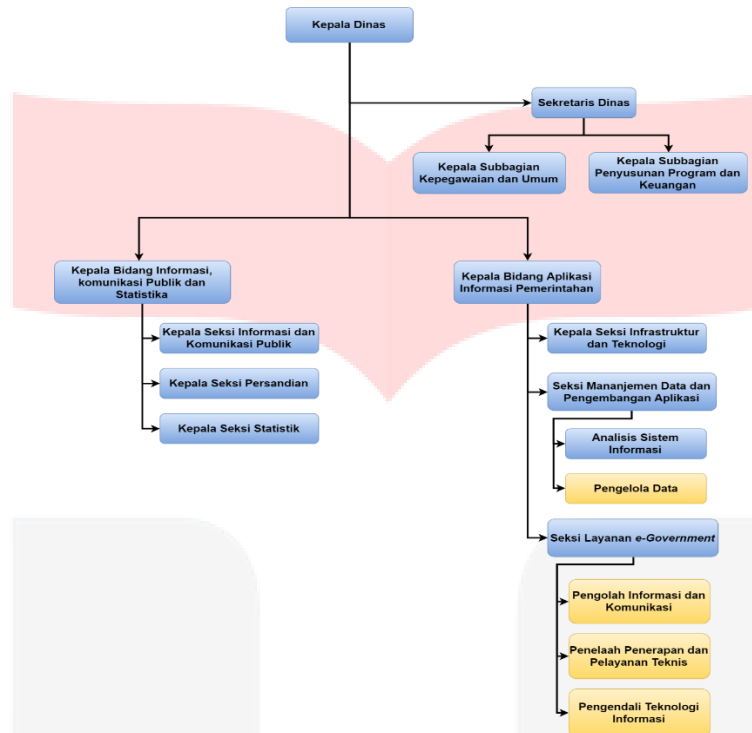 Kepala Dinas
Sekretaris Dinas
Kepala Subbagian
Kepegawaian dan Umum
Kepala Subbagian
Penyusunan Program dan
Keuangan
Kepala Bidang Informasi,
komunikasi Publik dan
Statistika
Kepala Seksi Informasi dan
Komunikasi Publik
Kepala Seksi Persandian
Kepala Seksi Statistik
Kepala Bidang Aplikasi
Informasi Pemerintahan
Kepala Seksi Infrastruktur
dan Teknologi
Seksi Mananjemen Data dan
Pengembangan Aplikasi
Analisis Sistem
Informasi
Pengelola Data
Seksi Layanan e-Government
Pengolah Informasi dan
Komunikasi
Penelaah Penerapan dan
Pelayanan Teknis
Pengendali Teknologi
Informasi